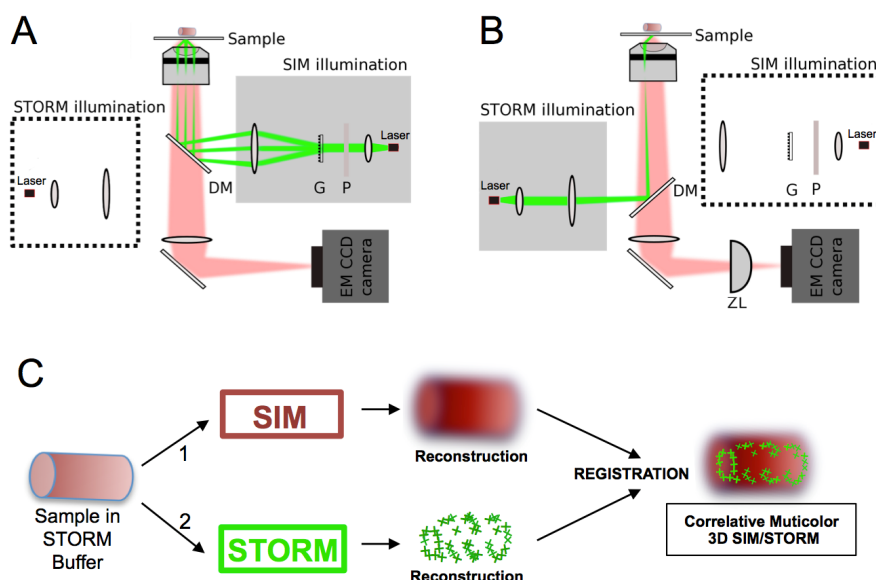 A
Sample
SIM illumination
STORM illumination
Laser
Laser
DM
G
P
EM CCD
camera
B
Sample
SIM illumination
STORM illumination
Laser
Laser
DM
G
P
ZL
EM CCD
camera
C
SIM
1
Reconstruction
REGISTRATION
2
Sample in
STORM
Buffer
STORM
Reconstruction
Correlative Muticolor
3D SIM/STORM